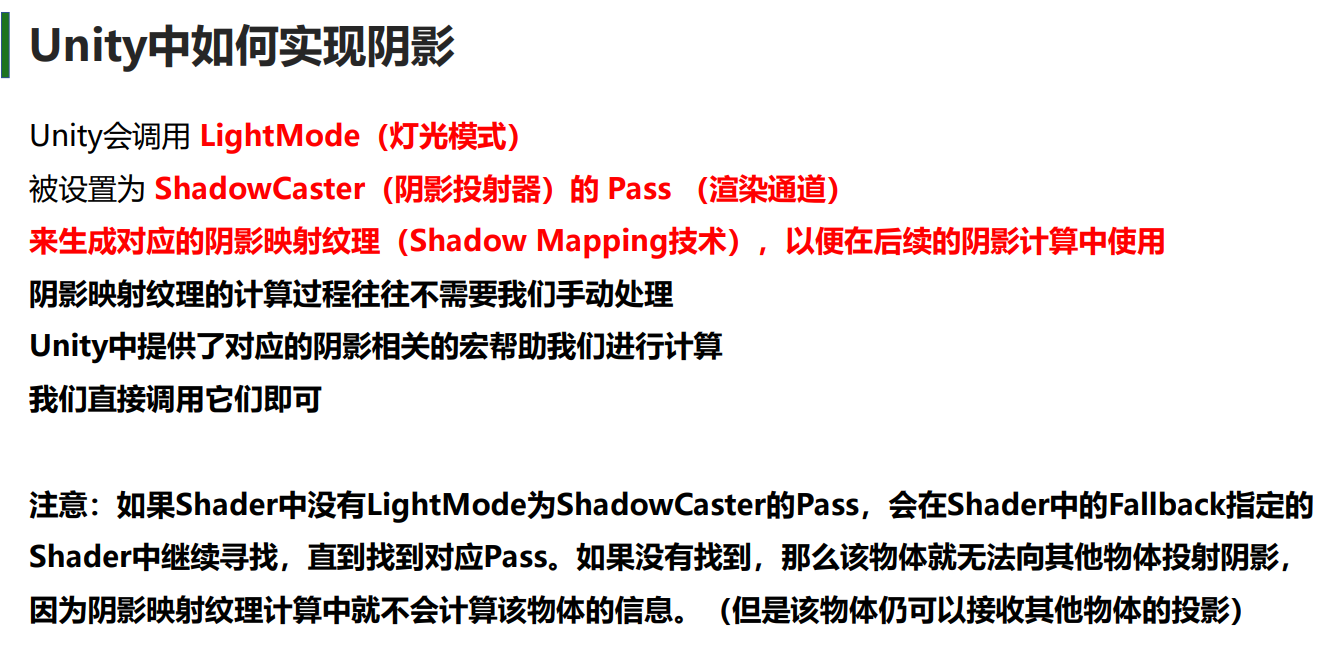 Unity中如何实现阴影
Unity会调用 LightMode（灯光模式）
被设置为 ShadowCaster（阴影投射器）的 Pass （渲染通道）
来生成对应的阴影映射纹理（Shadow Mapping技术），以便在后续的阴影计算中使用
阴影映射纹理的计算过程往往不需要我们手动处理
Unity中提供了对应的阴影相关的宏帮助我们进行计算
我们直接调用它们即可
注意：如果Shader中没有LightMode为ShadowCaster的Pass，会在Shader中的Fallback指定的
Shader中继续寻找，直到找到对应Pass。如果没有找到，那么该物体就无法向其他物体投射阴影，
因为阴影映射纹理计算中就不会计算该物体的信息。（但是该物体仍可以接收其他物体的投影）